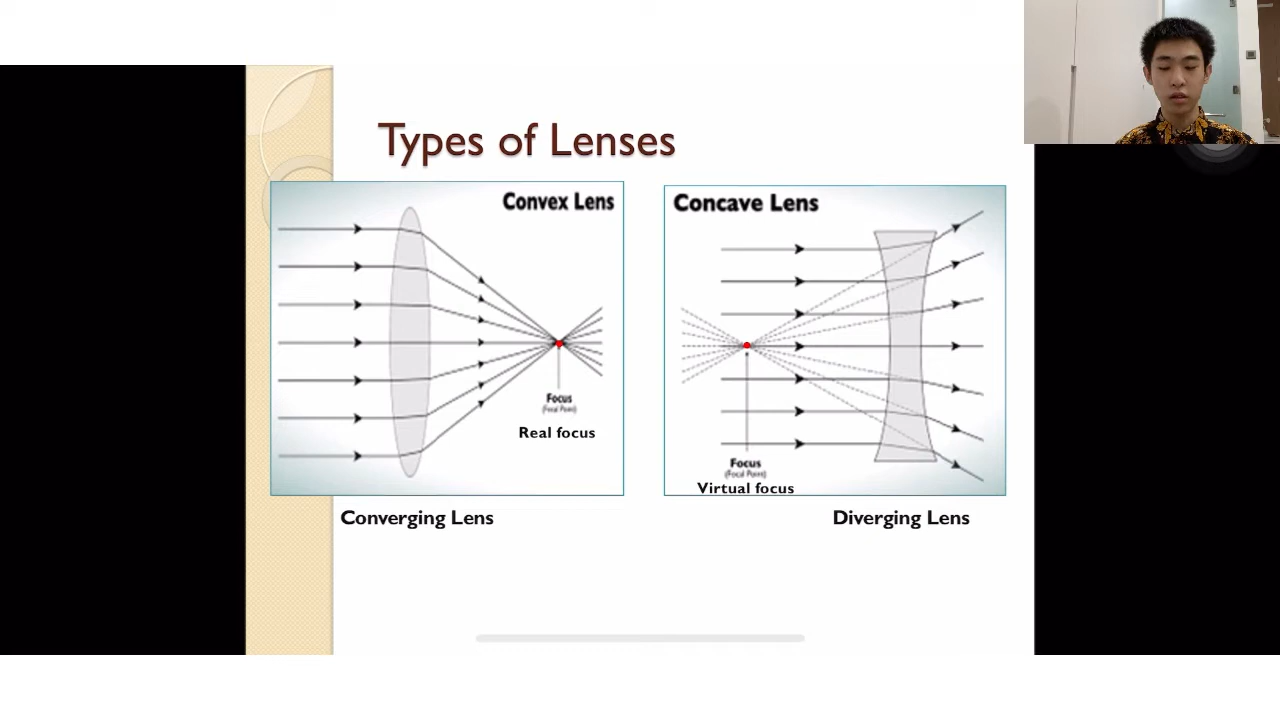 Types of Lenses
Convex Lens
Focus
(Focal Point)
Real focus
Converging Lens
Concave Lens
Focus
(Focal Point)
Virtual focus
Diverging Lens